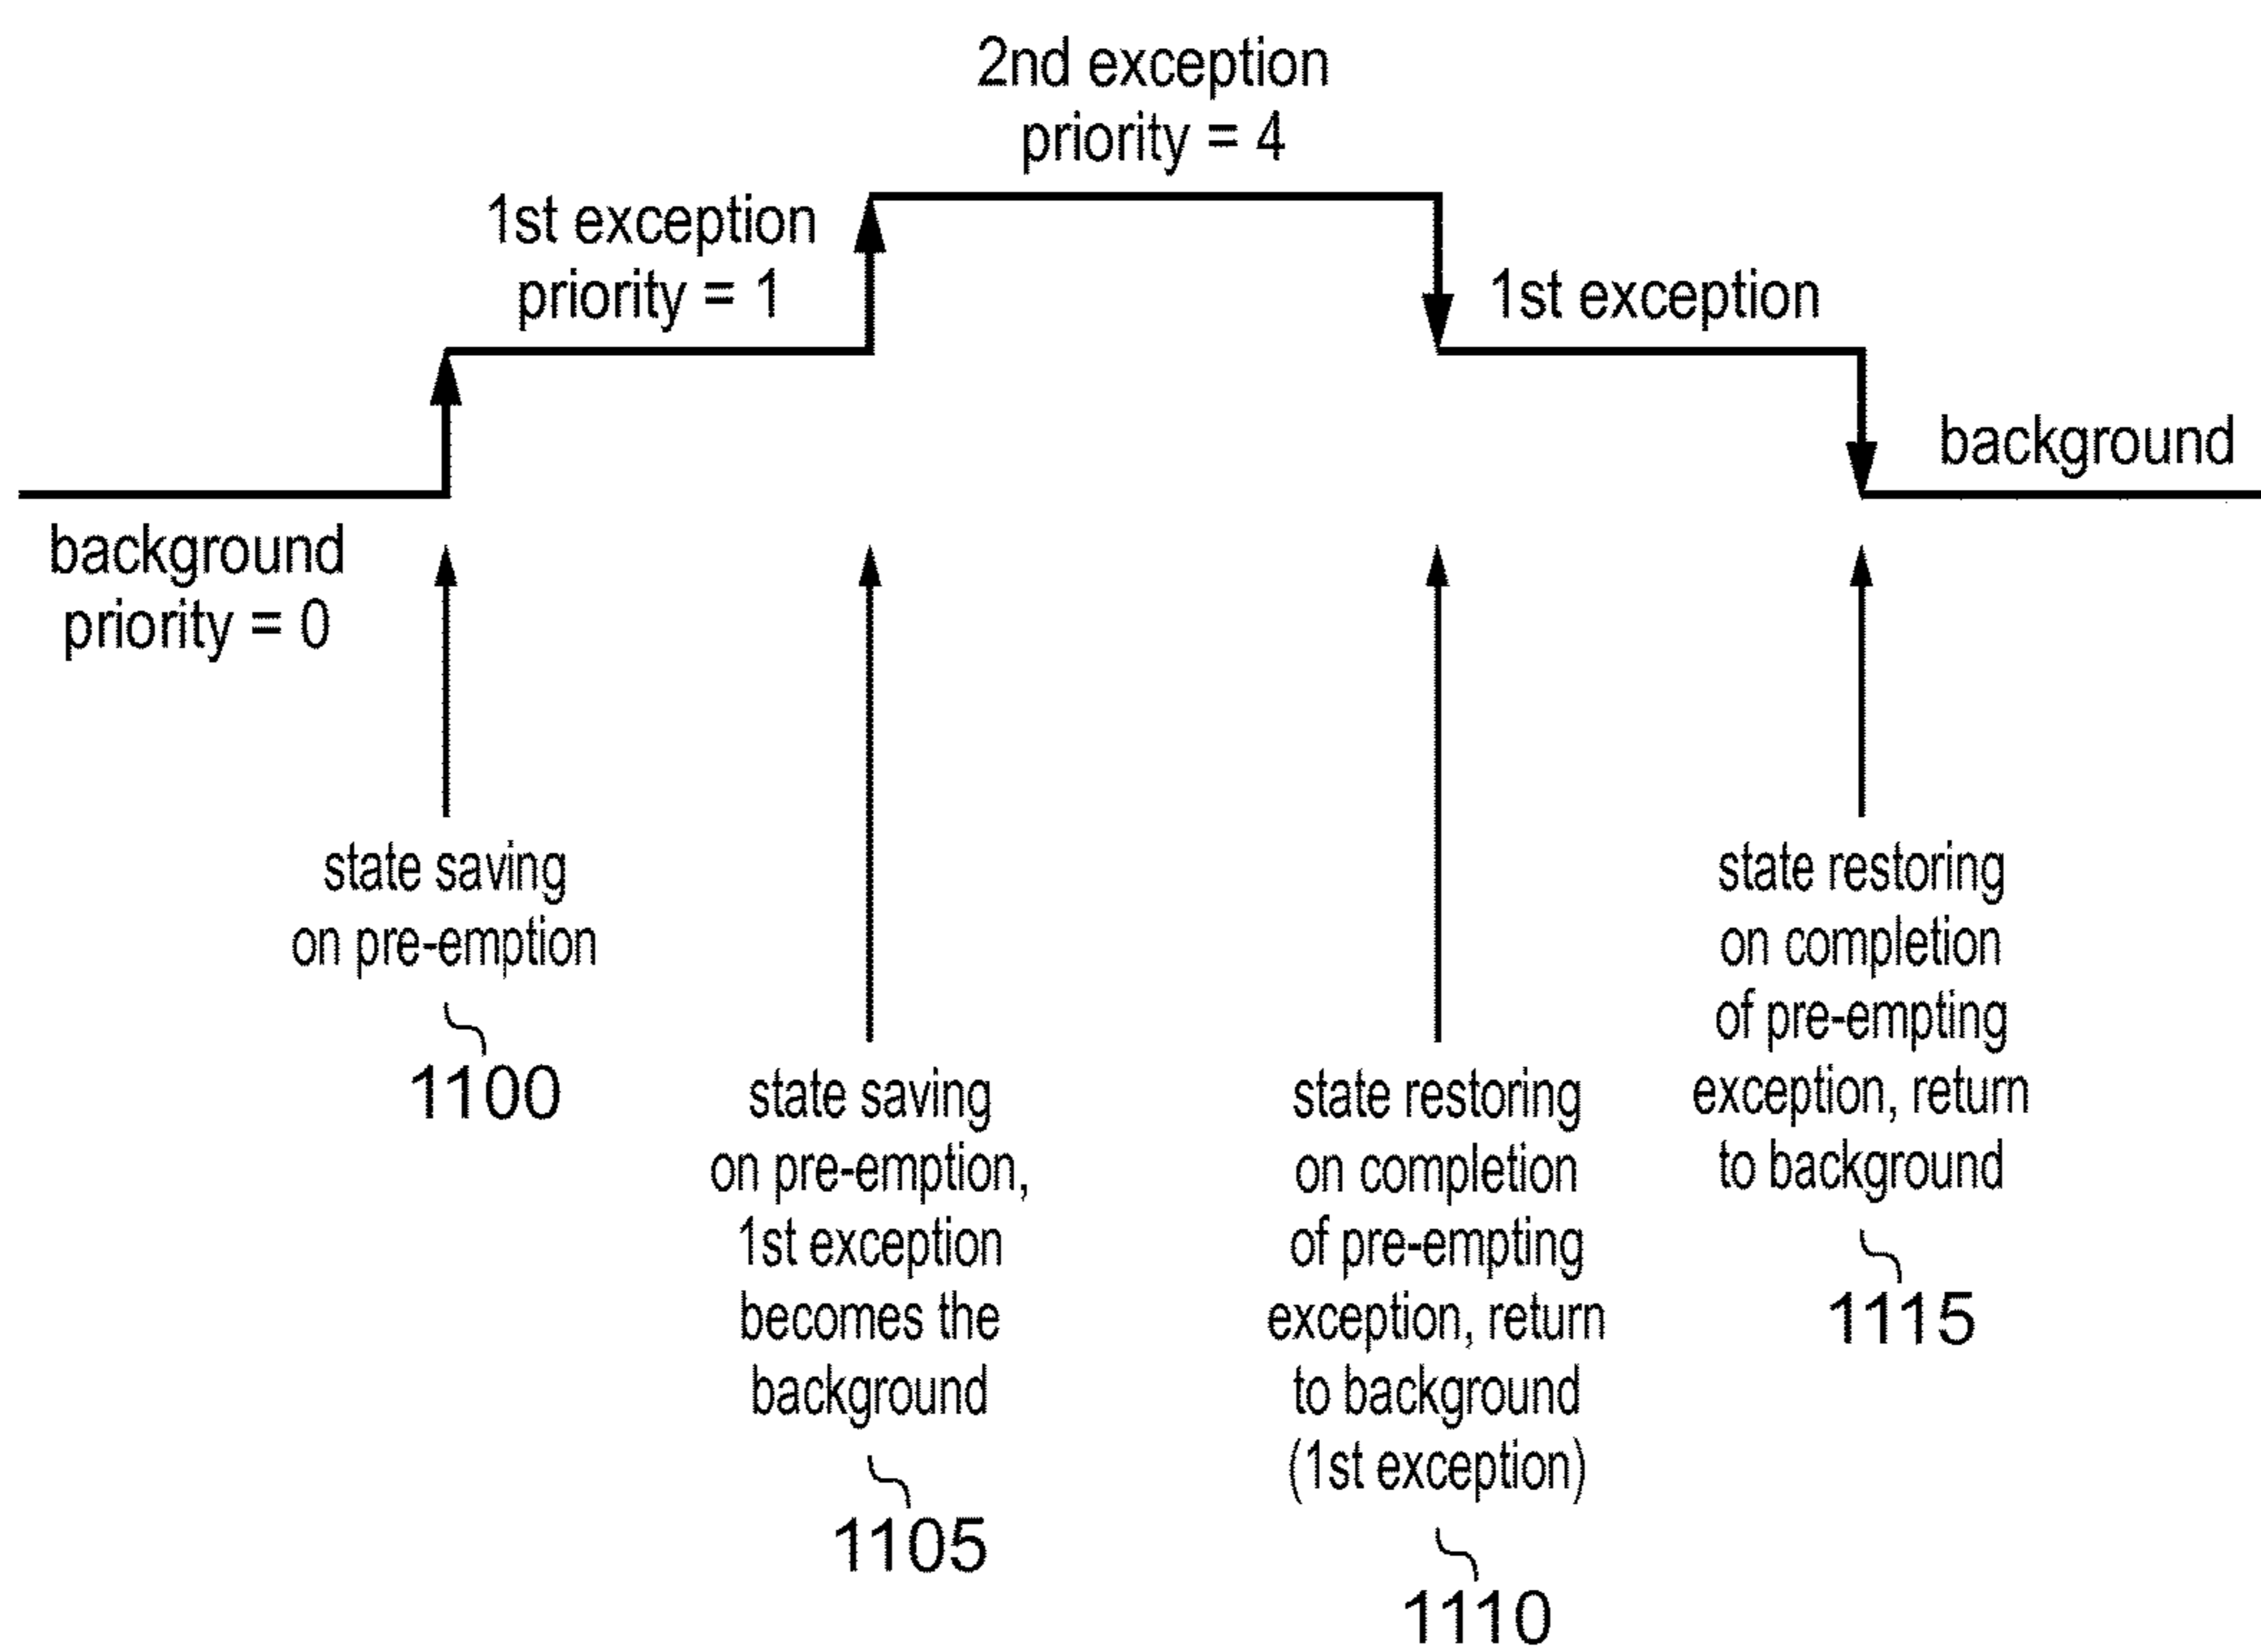 2nd exception
priority = 4
1st exception
priority = 1
1st exception
background
background
priority = 0
state saving
on pre-emption
1100
state saving
on pre-emption,
1st exception
becomes the
background
1105
state restoring
on completion
of pre-empting
exception, return
to background
(1st exception)
1110
state restoring
on completion
of pre-empting
exception, return
to background
1115